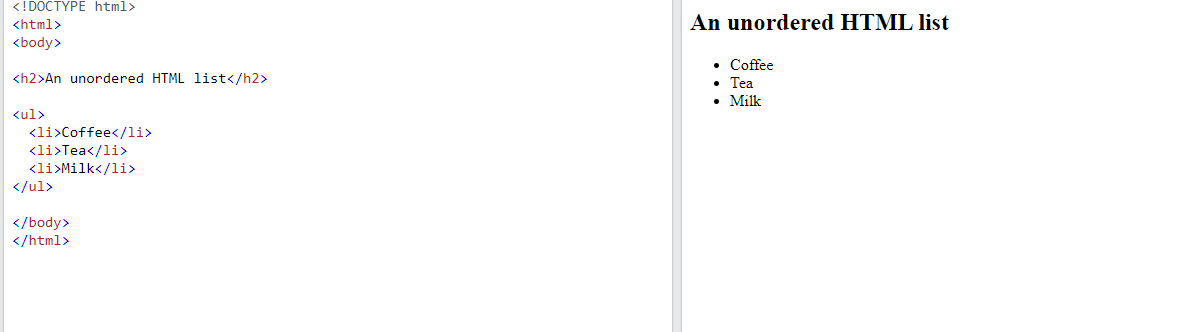 <!DOCTYPE html>
<html>
<body>
<h2>An unordered HTML list</h2>
<ul>
<li>Coffee</li>
<li>Tea</li>
<li>Milk</li>
</ul>
</body>
</html>
An unordered HTML list
• Coffee
• Tea
• Milk